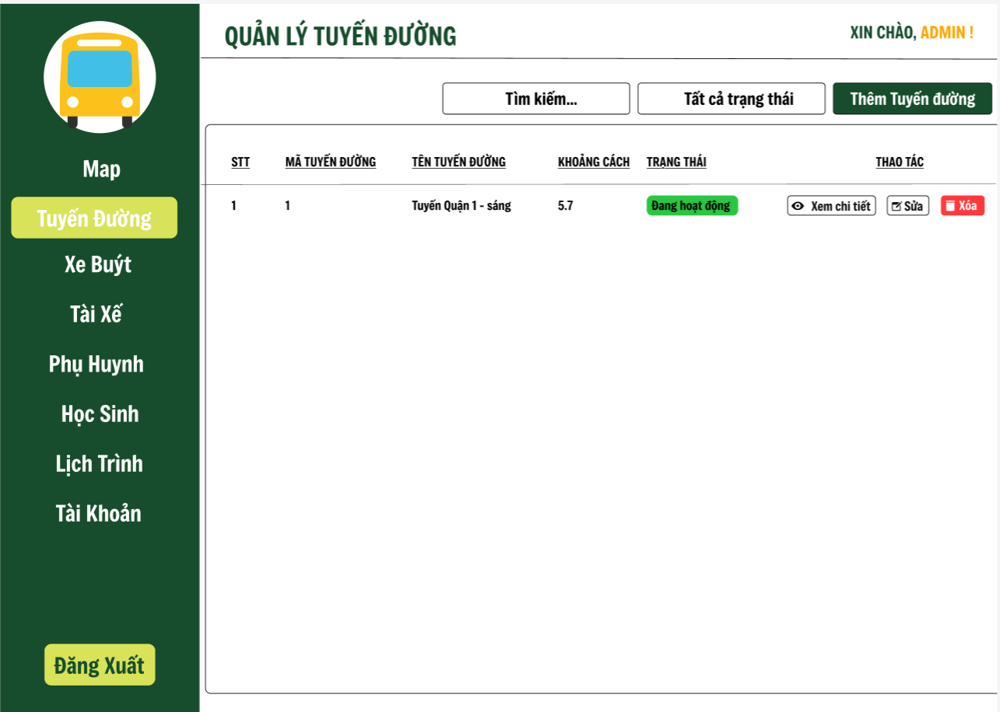 QUẢN LÝ TUYẾN ĐƯỜNG
XIN CHÀO, ADMIN !
Tìm kiếm...
Tất cả trạng thái
Thêm Tuyến đường
Map
Tuyến Đường
Xe Buýt
Tài Xế
Phụ Huynh
Học Sinh
Lịch Trình
Tài Khoản
Đăng Xuất
STT MÃ TUYẾN ĐƯỜNG TÊN TUYẾN ĐƯỜNG KHOẢNG CÁCH TRẠNG THÁI THAO TÁC
1 1 Tuyến Quận 1 - sáng 5.7 Đang hoạt động Xem chi tiết Sửa Xóa